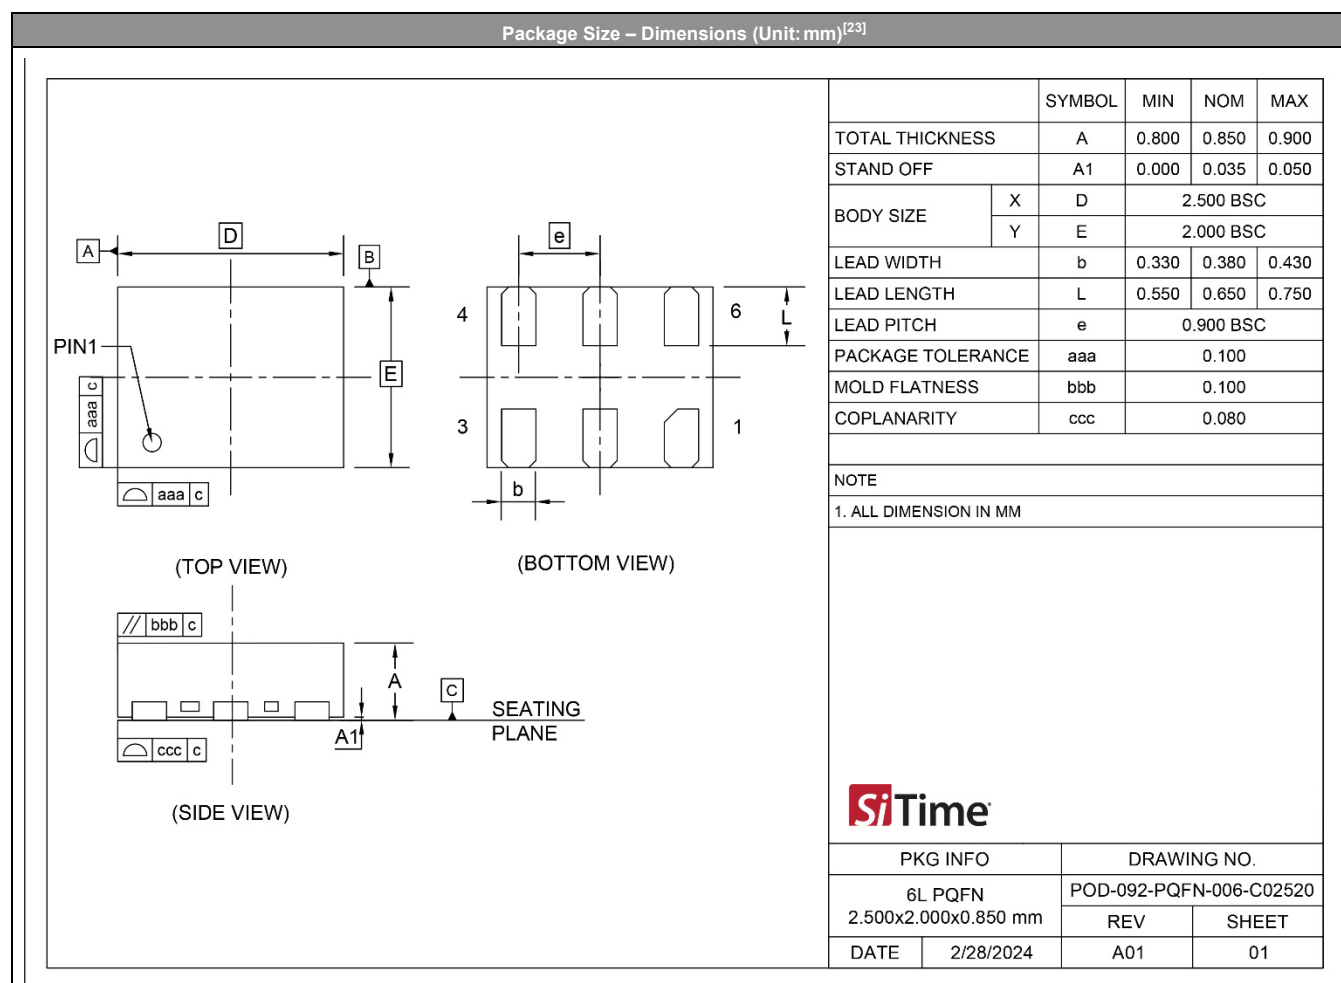 Package Size – Dimensions (Unit: mm)[23]
SYMBOL MIN NOM MAX
TOTAL THICKNESS A 0.800 0.850 0.900
STAND OFF A1 0.000 0.035 0.050
BODY SIZE X D 2.500 BSC
Y E 2.000 BSC
LEAD WIDTH b 0.330 0.380 0.430
LEAD LENGTH L 0.550 0.650 0.750
LEAD PITCH e 0.900 BSC
PACKAGE TOLERANCE aaa 0.100
MOLD FLATNESS bbb 0.100
COPLANARITY ccc 0.080
NOTE
1. ALL DIMENSION IN MM
A D B
PIN1
E
aaa c
aaa c
(TOP VIEW)
e
4 6 L
3 1
b
(BOTTOM VIEW)
// bbb c
A
C
SEATING
PLANE
A1
ccc c
(SIDE VIEW)
SiTime
PKG INFO DRAWING NO.
6L PQFN POD-092-PQFN-006-C02520
2.500x2.000x0.850 mm REV SHEET
DATE 2/28/2024 A01 01